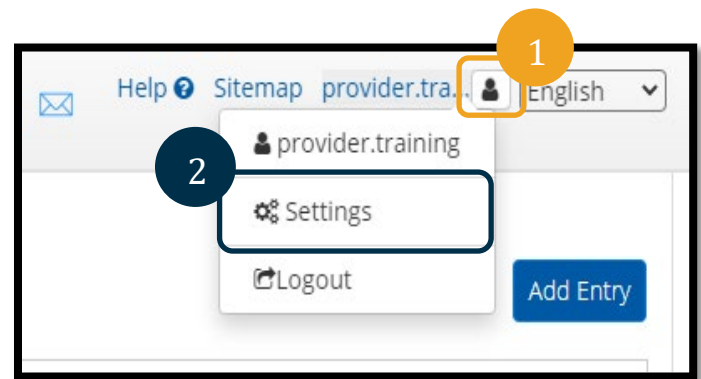 1
Help Sitemap provider.tra... English
provider.training
2
Settings
Logout
Add Entry